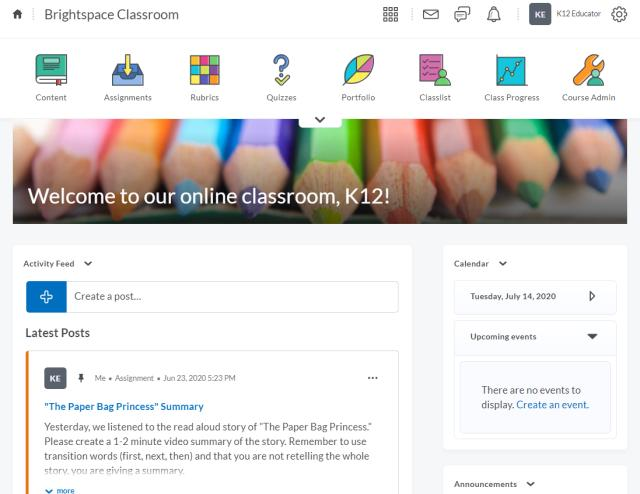 Brightspace Classroom
KE K12 Educator
Content Assignments Rubrics Quizzes Portfolio Classlist Class Progress Course Admin
Welcome to our online classroom, K12!
Activity Feed
Create a post...
Latest Posts
KE Me • Assignment • Jun 23, 2020 5:23 PM
"The Paper Bag Princess" Summary
Yesterday, we listened to the read aloud story of "The Paper Bag Princess."
Please create a 1-2 minute video summary of the story. Remember to use
transition words (first, next, then) and that you are not retelling the whole
story, you are giving a summary.
more
Calendar
Tuesday, July 14, 2020
Upcoming events
There are no events to
display. Create an event.
Announcements